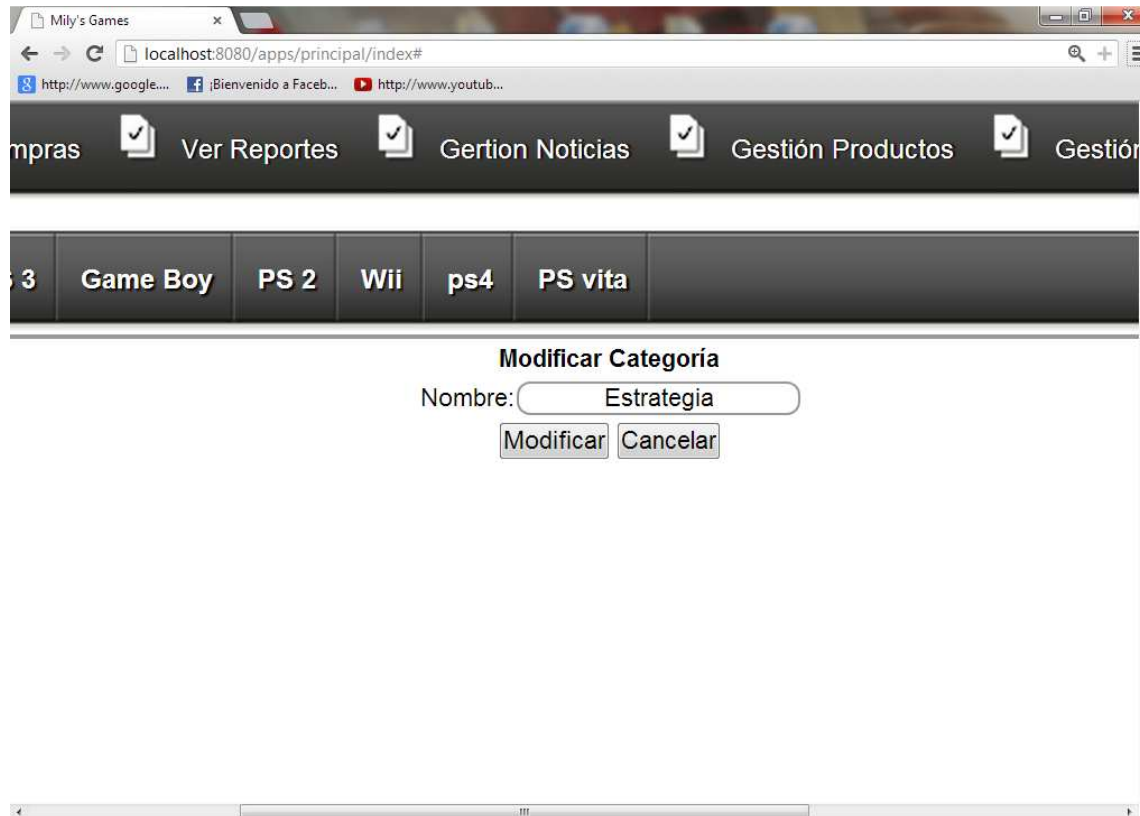 Mily's Games
localhost:8080/apps/principal/index#
http://www.google.... ¡Bienvenido a Faceb... http://www.youtub...
mpras Ver Reportes Gertion Noticias Gestión Productos Gestión
3 Game Boy PS 2 Wii ps4 PS vita
Modificar Categoría
Nombre: Estrategia
Modificar Cancelar